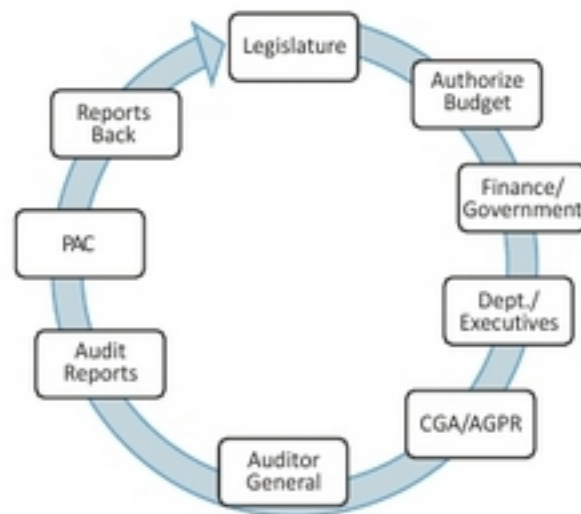 Legislature
Authorize
Budget
Finance/
Government
Dept./
Executives
CGA/AGPR
Auditor
General
Audit
Reports
PAC
Reports
Back